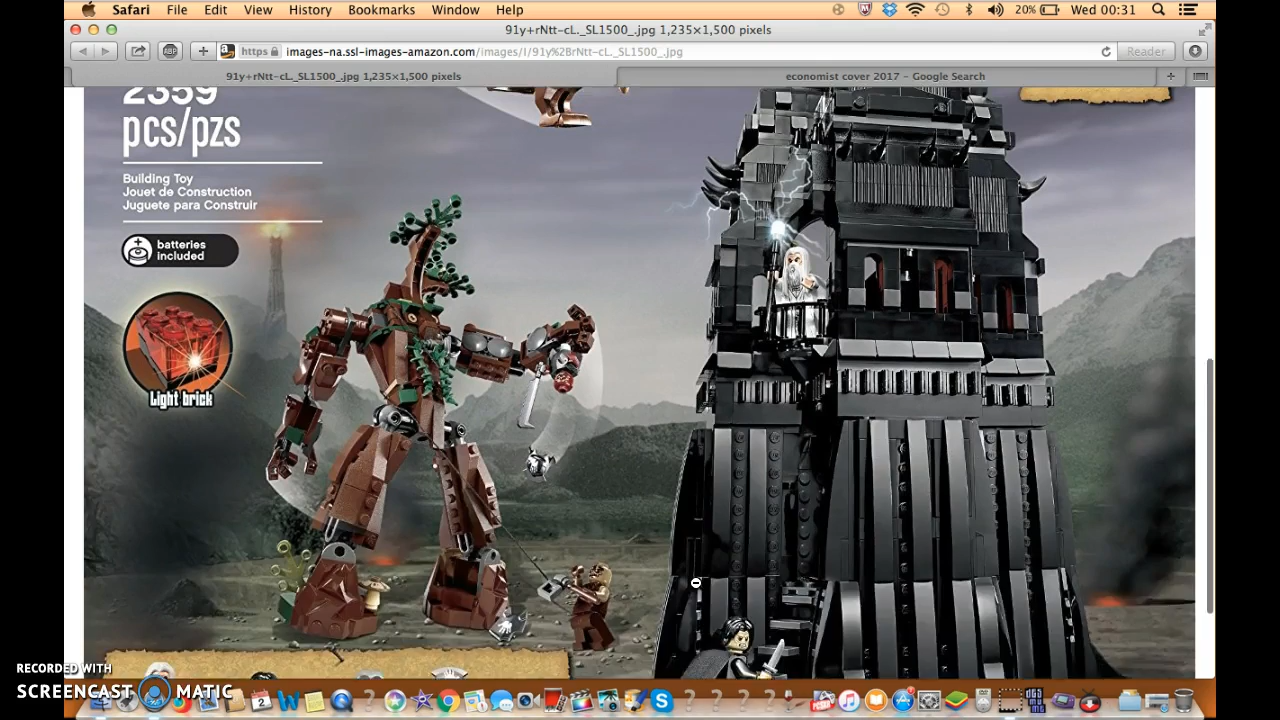 Safari File Edit View History Bookmarks Window Help 20% Wed 00:31
91y+rNtt-cL._SL1500_.jpg 1,235×1,500 pixels
ABP + a https images-na.ssl-images-amazon.com/images/I/91y%2BrNtt-cL._SL1500_.jpg Reader
91y+rNtt-cL._SL1500_.jpg 1,235×1,500 pixels economist cover 2017 - Google Search +
2359
pcs/pzs
Building Toy
Jouet de Construction
Juguete para Construir
batteries
included
Light brick
RECORDED WITH
SCREENCAST MATIC